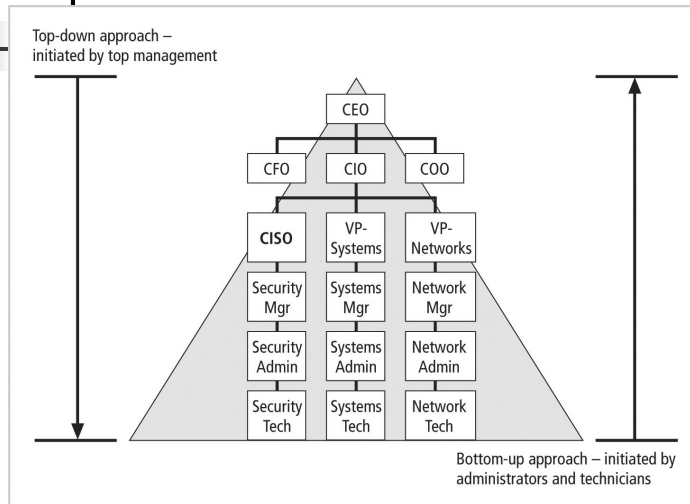 Top-down approach –
initiated by top management
CEO
CFO
CIO
COO
CISO
VP-
Systems
VP-
Networks
Security
Mgr
Systems
Mgr
Network
Mgr
Security
Admin
Systems
Admin
Network
Admin
Security
Tech
Systems
Tech
Network
Tech
Bottom-up approach – initiated by
administrators and technicians